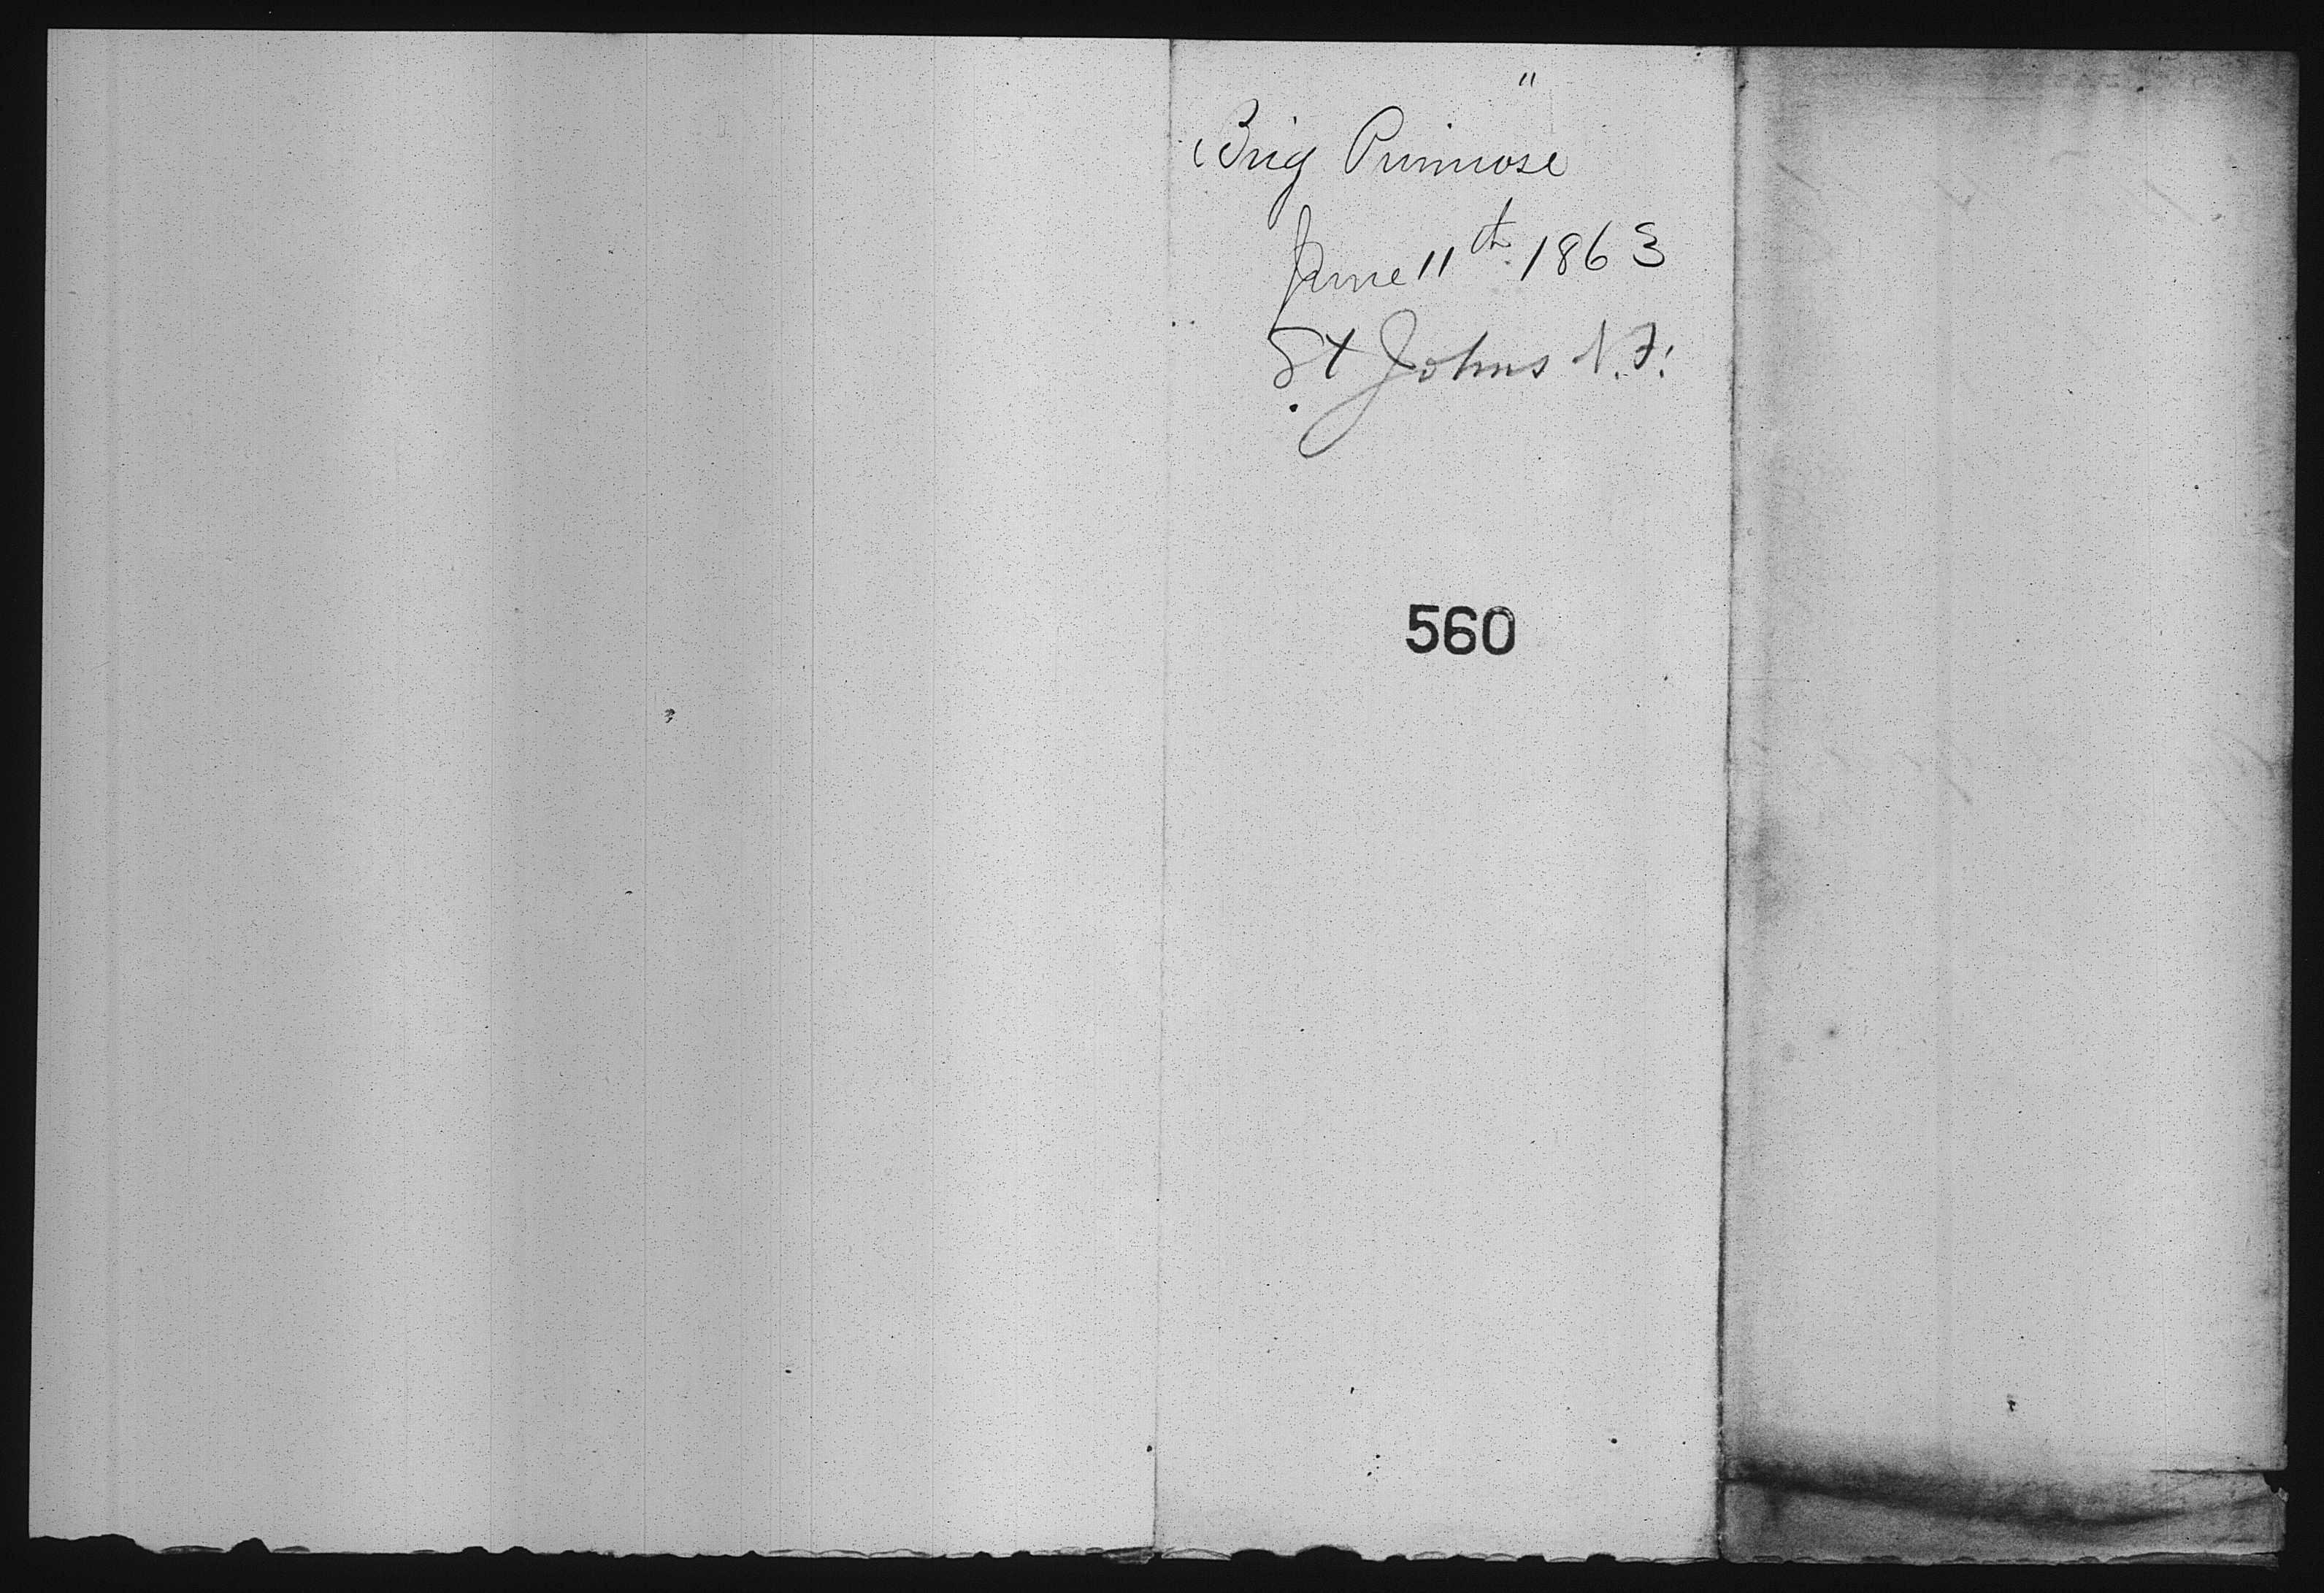 "
Brig Primrose
June 11th 1863
St Johns N.F.
560